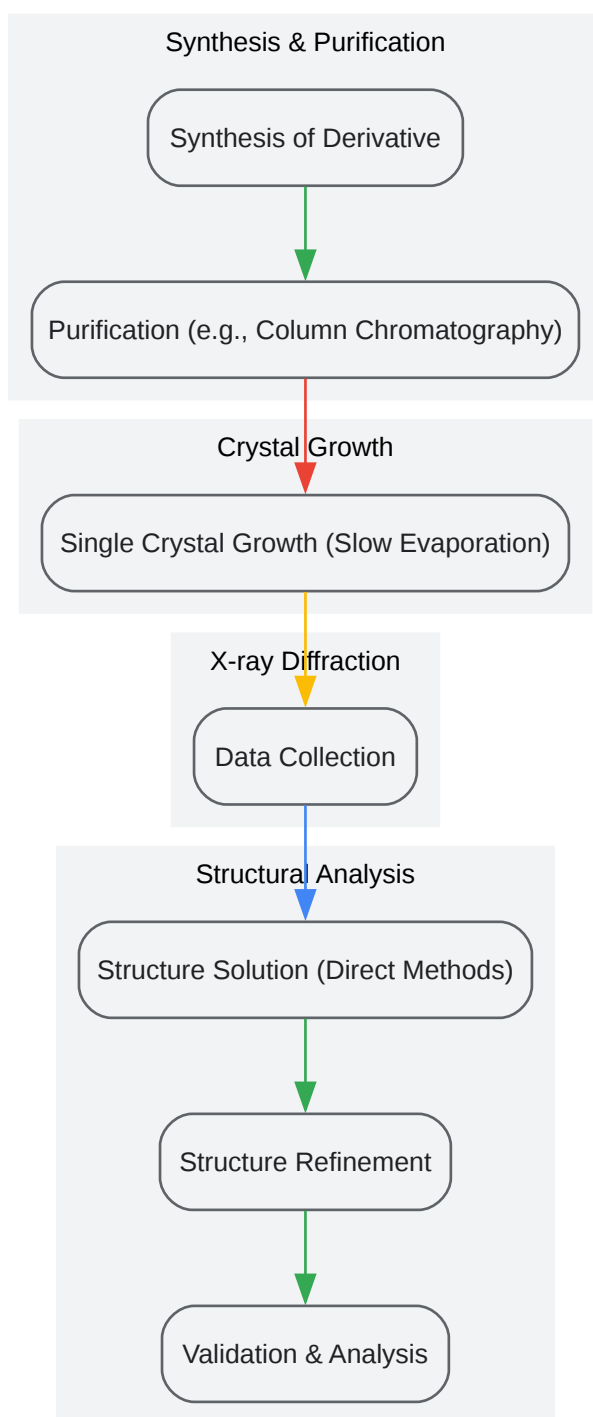 Synthesis & Purification
Synthesis of Derivative
Purification (e.g., Column Chromatography)
Crystal Growth
Single Crystal Growth (Slow Evaporation)
X-ray Diffraction
Data Collection
Structural Analysis
Structure Solution (Direct Methods)
Structure Refinement
Validation & Analysis